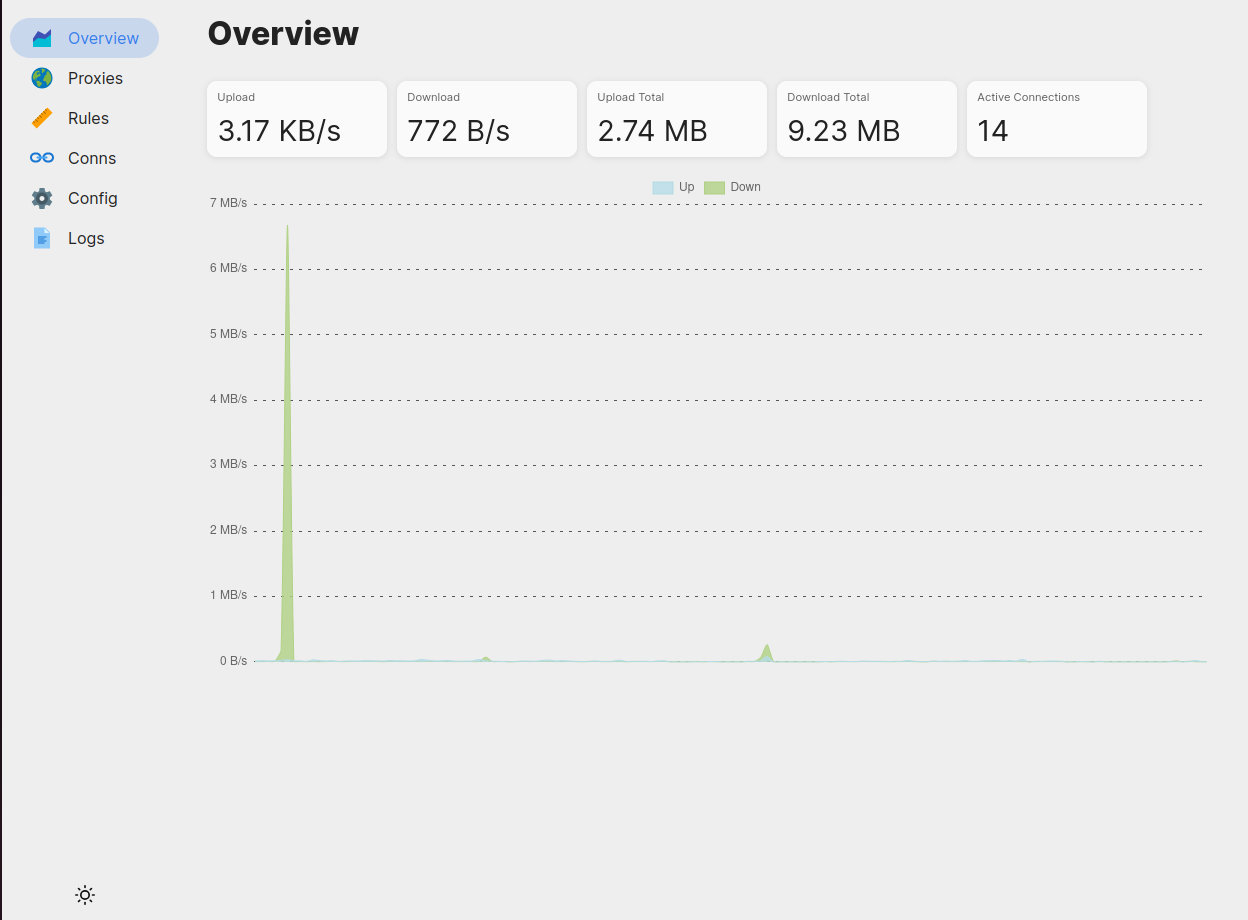 Overview
Proxies
Rules
Conns
Config
Logs
Overview
Upload
3.17 KB/s
Download
772 B/s
Upload Total
2.74 MB
Download Total
9.23 MB
Active Connections
14
Up Down
7 MB/s
6 MB/s
5 MB/s
4 MB/s
3 MB/s
2 MB/s
1 MB/s
0 B/s